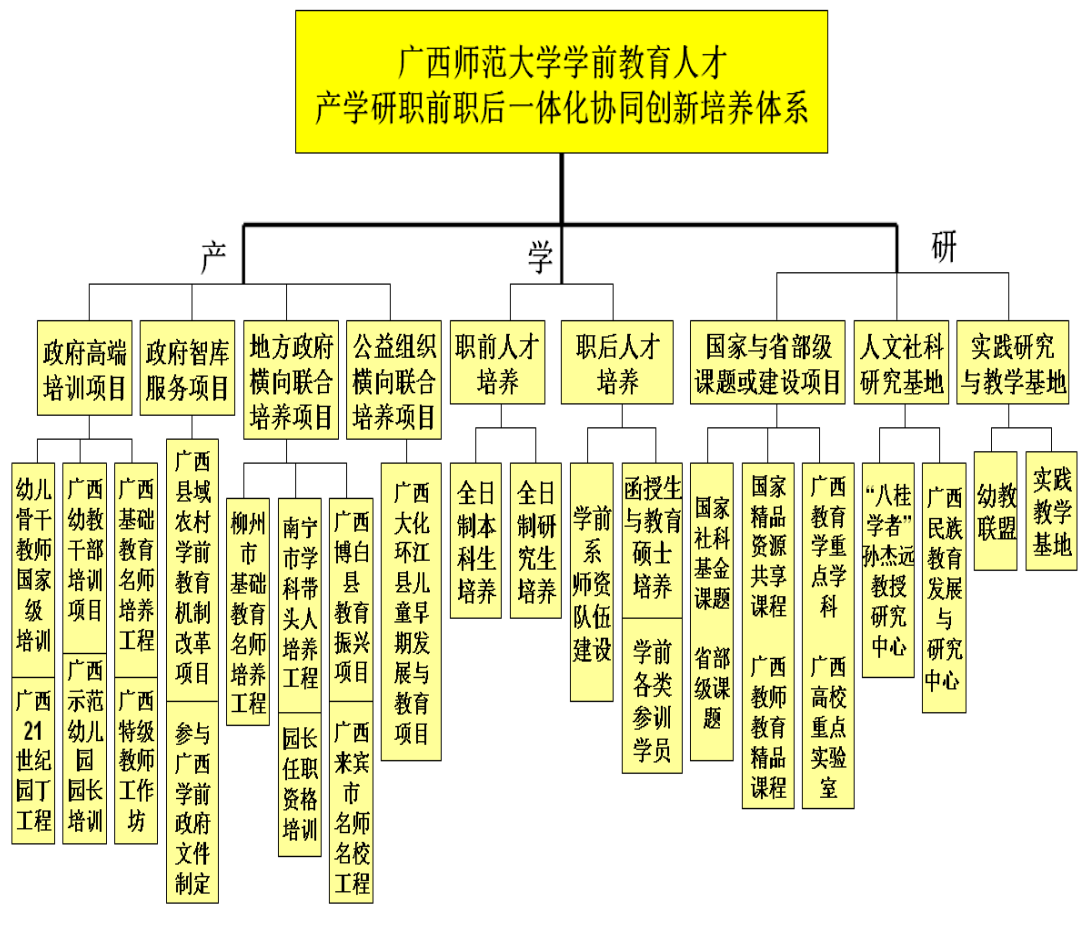 广西师范大学学前教育人才
产学研职前职后一体化协同创新培养体系
产
学
研
政府高端
培训项目
政府智库
服务项目
地方政府
横向联合
培养项目
公益组织
横向联合
培养项目
职前人才
培养
职后人才
培养
国家与省部级
课题或建设项目
人文社科
研究基地
实践研究
与教学基地
幼儿
骨干
教师
国家
级
培训
广西
21
世纪
园丁
工程
广西
幼教
干部
培训
项目
广西
示范
幼儿
园
园长
培训
广西
基础
教育
名师
培养
工程
广西
特级
教师
工作
坊
广西
县域
农村
学前
教育
机制
改革
项目
参与
广西
学前
政府
文件
制定
柳州
市
基础
教育
名师
培养
工程
南宁
市学
科带
头人
培养
工程
园长
任职
资格
培训
广西
博白
县
教育
振兴
项目
广西
来宾
市
名师
名校
工程
广西
大化
环江
县儿
童早
期发
展与
教育
项目
全日
制本
科生
培养
全日
制研
究生
培养
学前
系
师资
队伍
建设
函授生
与教育
硕士
培养
学前
各类
参训
学员
国家
社科
基金
课题
省部
级课
题
国家
精品
资源
共享
课程
广西
教师
教育
精品
课程
广西
教育
学重
点学
科
广西
高校
重点
实验
室
“八桂
学者”
孙杰远
教授
研究
中心
广西
民族
教育
发展
与
研究
中心
幼教
联盟
实践
教学
基地